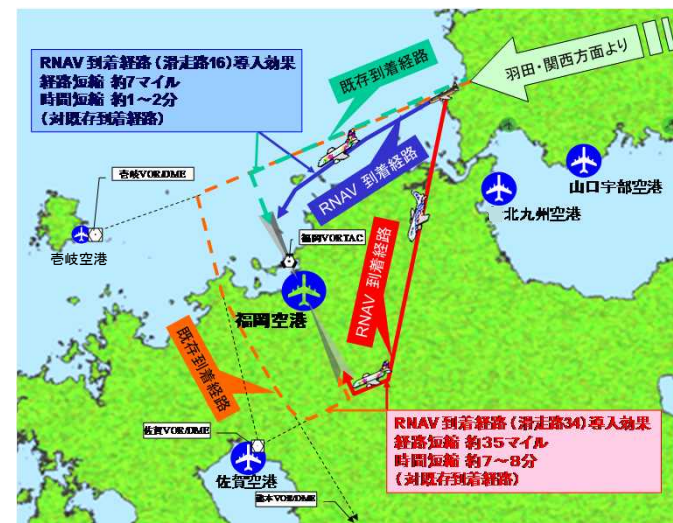 RNAV 到着経路（滑走路16）導入効果
経路短縮 約7マイル
時間短縮 約1～2分
（対既存到着経路）
既存到着経路
羽田・関西方面より
RNAV 到着経路
壱岐VOR/DME
壱岐空港
山口宇部空港
北九州空港
福岡VORTAC
福岡空港
RNAV 到着経路
既存到着経路
佐賀VOR/DME
佐賀空港
熊本VOR/DME
RNAV 到着経路（滑走路34）導入効果
経路短縮 約35マイル
時間短縮 約7～8分
（対既存到着経路）